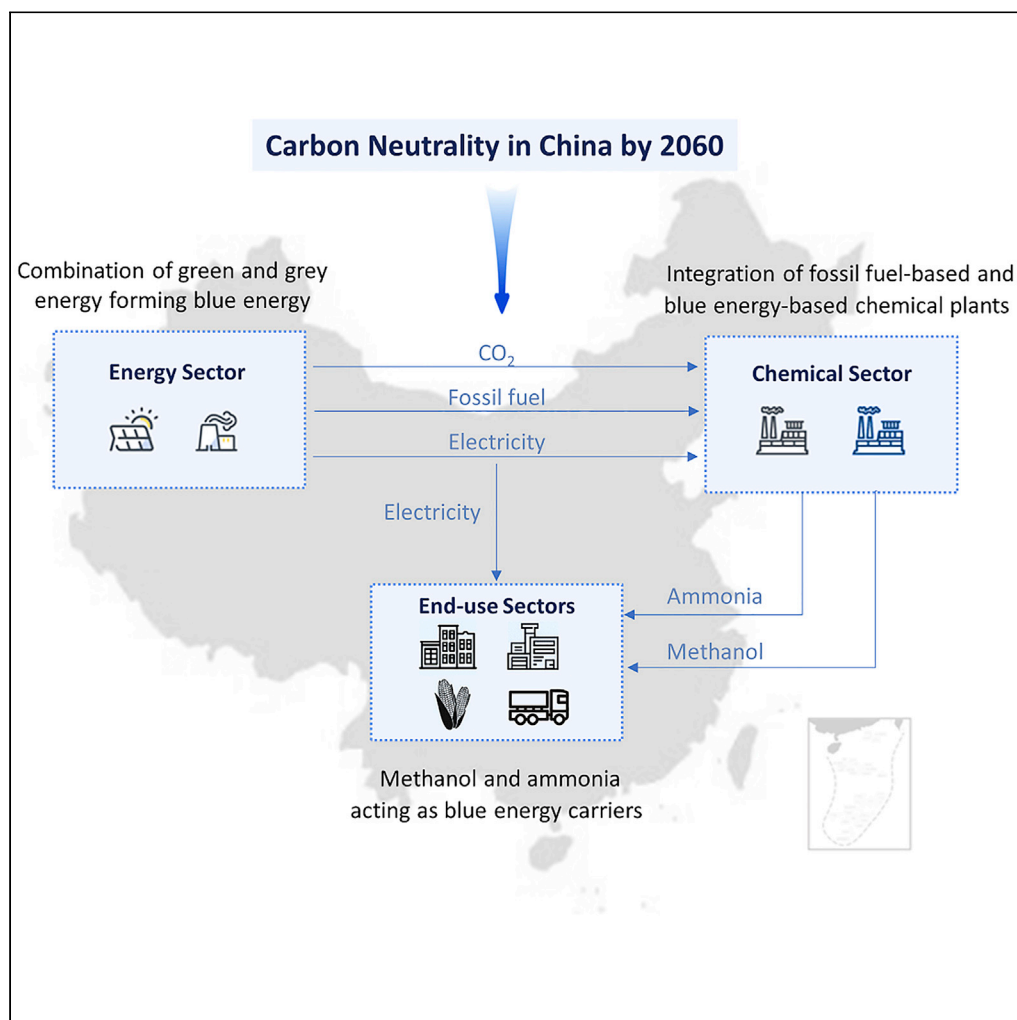 Carbon Neutrality in China by 2060
Combination of green and grey
energy forming blue energy
Integration of fossil fuel-based and
blue energy-based chemical plants
Energy Sector
CO₂
Fossil fuel
Electricity
Chemical Sector
Electricity
End-use Sectors
Ammonia
Methanol
Methanol and ammonia
acting as blue energy carriers